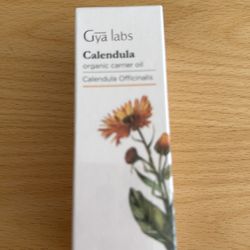 Gya labs
Calendula
organic carrier oil
Calendula Officinalis